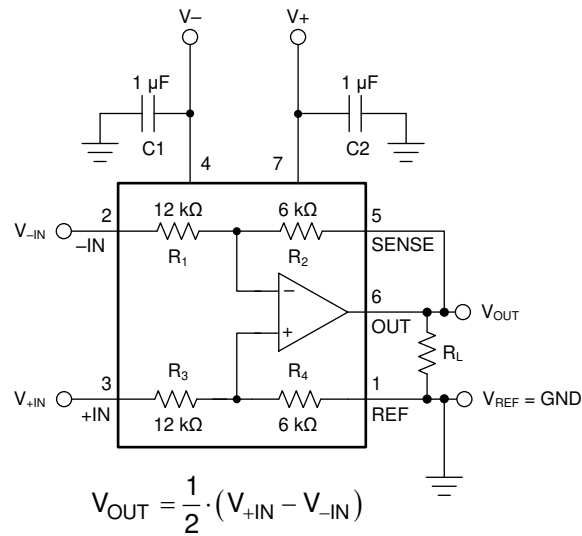 V– V+
1 µF 1 µF
C1 C2
4 7
12 kΩ 6 kΩ
V–IN 2 5
–IN SENSE
R1 R2
–
6 VOUT
+ OUT
RL
R3 R4
V+IN 3 1 VREF = GND
+IN REF
12 kΩ 6 kΩ
VOUT = 1/2 · (V+IN – V–IN)